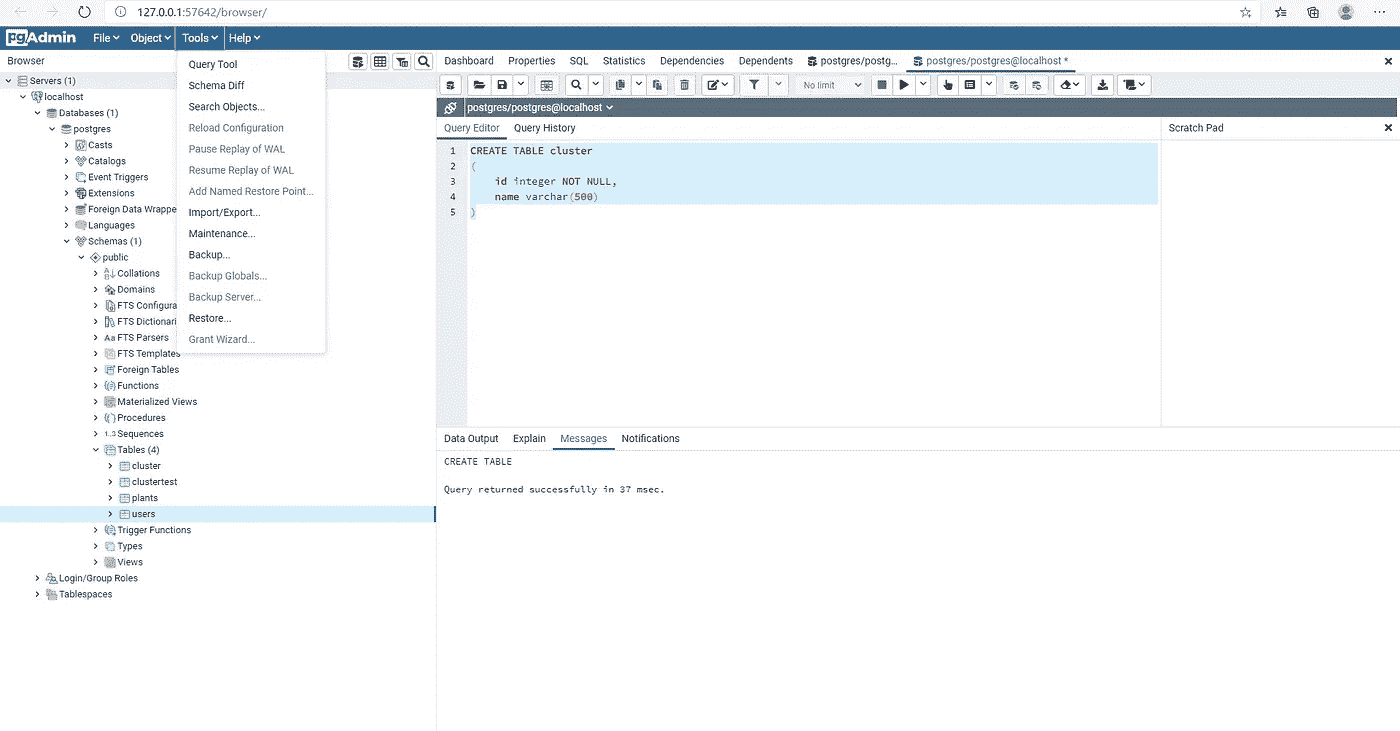 127.0.0.1:57642/browser/
pgAdmin File Object Tools Help
Browser
Dashboard Properties SQL Statistics Dependencies Dependents postgres/postg... postgres/postgres@localhost *
Query Tool
Schema Diff
Search Objects...
Reload Configuration
Pause Replay of WAL
Resume Replay of WAL
Add Named Restore Point...
Import/Export...
Maintenance...
Backup...
Backup Globals...
Backup Server...
Restore...
Grant Wizard...
Servers (1)
localhost
Databases (1)
postgres
Casts
Catalogs
Event Triggers
Extensions
Foreign Data Wrappe
Languages
Schemas (1)
public
Collations
Domains
FTS Configura
FTS Dictionari
Aa FTS Parsers
FTS Templates
Foreign Tables
Functions
Materialized Views
Procedures
1..3 Sequences
Tables (4)
cluster
clustertest
plants
users
Trigger Functions
Types
Views
Login/Group Roles
Tablespaces
No limit
postgres/postgres@localhost
Query Editor Query History
Scratch Pad
1 CREATE TABLE cluster
2 (
3 id integer NOT NULL,
4 name varchar(500)
5 )
Data Output Explain Messages Notifications
CREATE TABLE
Query returned successfully in 37 msec.